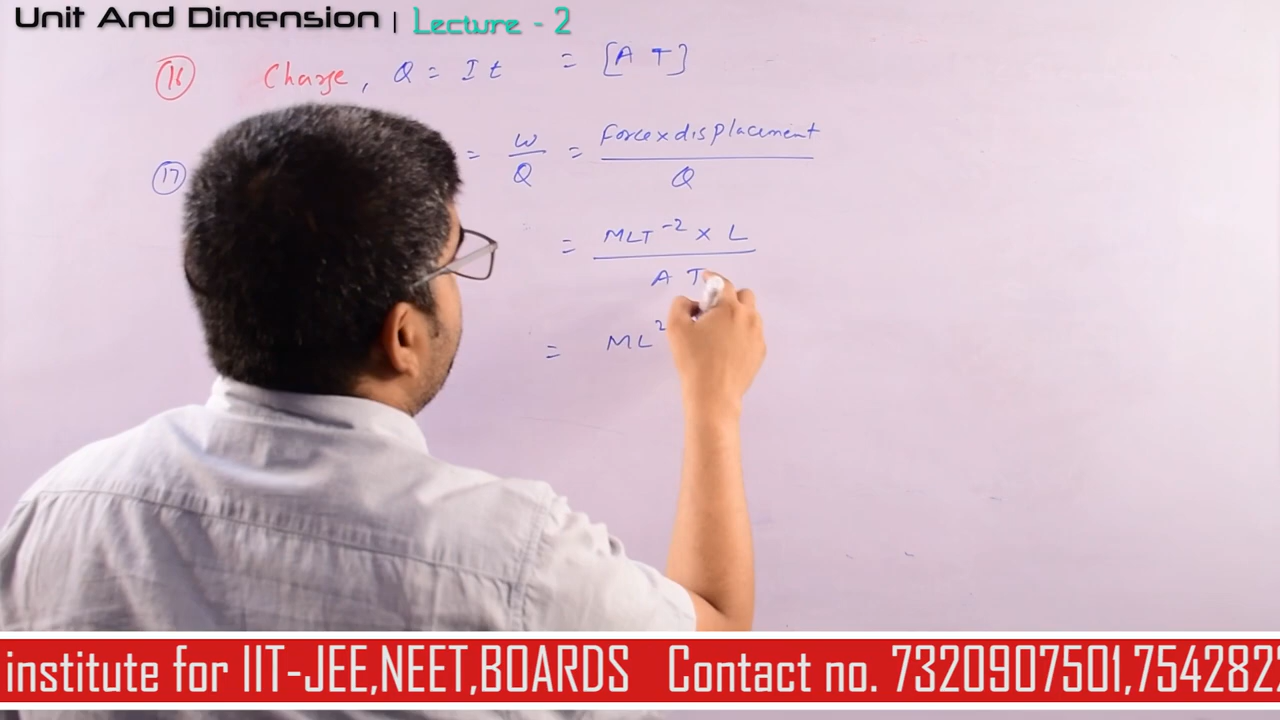 Unit And Dimension | Lecture - 2
16 Charge, Q = I t = [A T]
17 = W/Q = Force x displacement / Q
= MLT⁻² x L / A T
= ML²
institute for IIT-JEE,NEET,BOARDS Contact no. 7320907501,754282